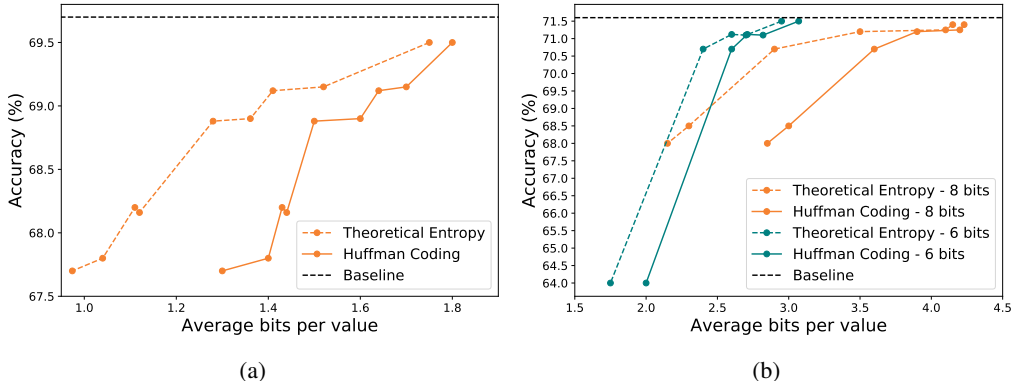 69.5
69.0
68.5
68.0
67.5
Accuracy (%)
1.0 1.2 1.4 1.6 1.8
Average bits per value
Theoretical Entropy
Huffman Coding
Baseline
(a)
71.5
71.0
70.5
70.0
69.5
69.0
68.5
68.0
67.5
67.0
66.5
66.0
65.5
65.0
64.5
64.0
Accuracy (%)
1.5 2.0 2.5 3.0 3.5 4.0 4.5
Average bits per value
Theoretical Entropy - 8 bits
Huffman Coding - 8 bits
Theoretical Entropy - 6 bits
Huffman Coding - 6 bits
Baseline
(b)